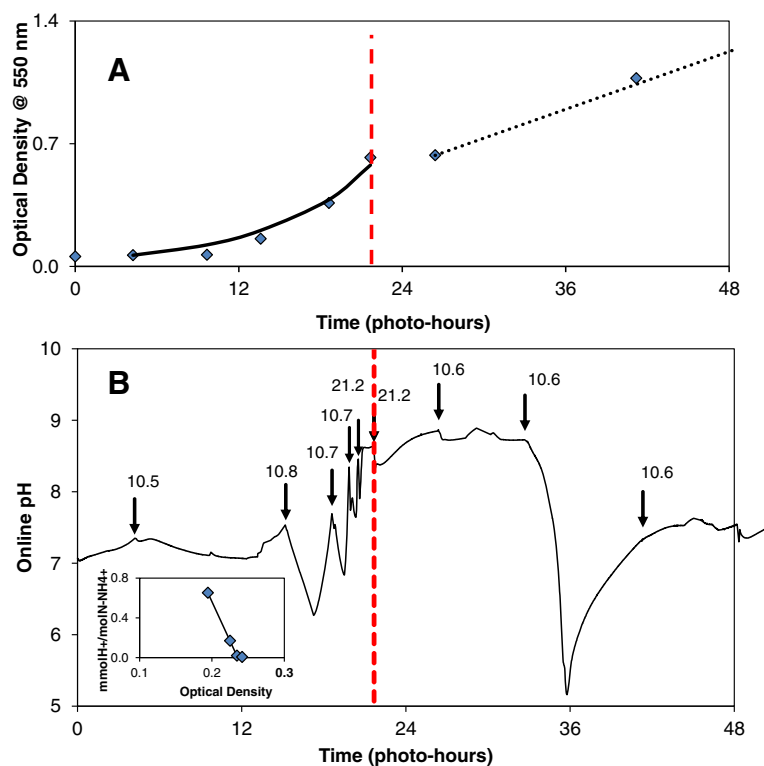 1.4
A
Optical Density @ 550 nm
0.7
0.0
0 12 24 36 48
Time (photo-hours)
10
B
10.6
10.6
21.2
21.2
9
10.7
10.7
10.8
10.5
10.6
8
Online pH
7
0.8
mmolH+/molN-NH4+
0.4
6
0.0
0.1 0.2 0.3
Optical Density
5
0 12 24 36 48
Time (photo-hours)